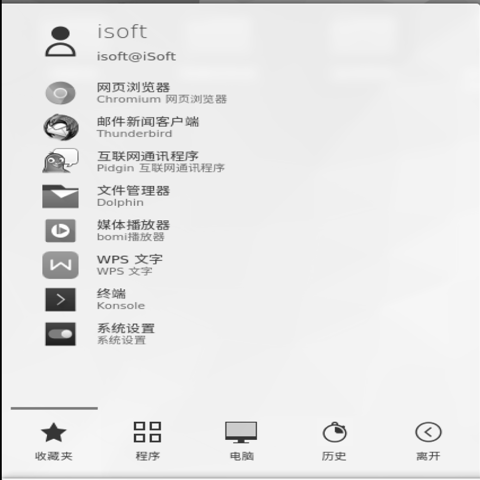 isoft
isoft@iSoft
网页浏览器
Chromium 网页浏览器
邮件新闻客户端
Thunderbird
互联网通讯程序
Pidgin 互联网通讯程序
文件管理器
Dolphin
媒体播放器
bomi播放器
WPS 文字
WPS 文字
终端
Konsole
系统设置
系统设置
收藏夹 程序 电脑 历史 离开